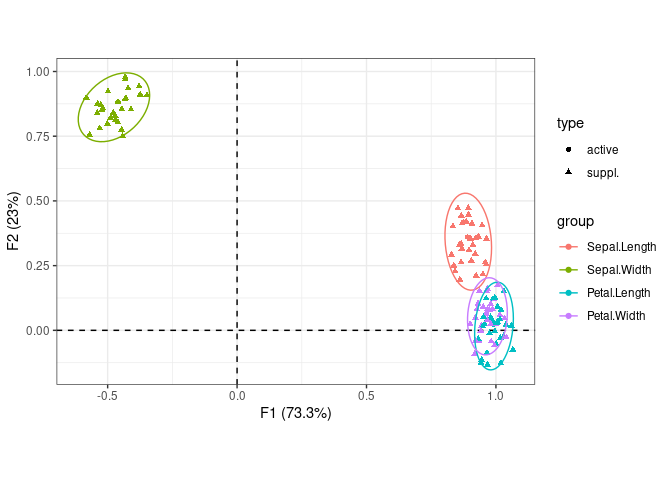 1.00
0.75
0.50
0.25
0.00
F2 (23%)
-0.5
0.0
0.5
1.0
F1 (73.3%)
type
active
suppl.
group
Sepal.Length
Sepal.Width
Petal.Length
Petal.Width